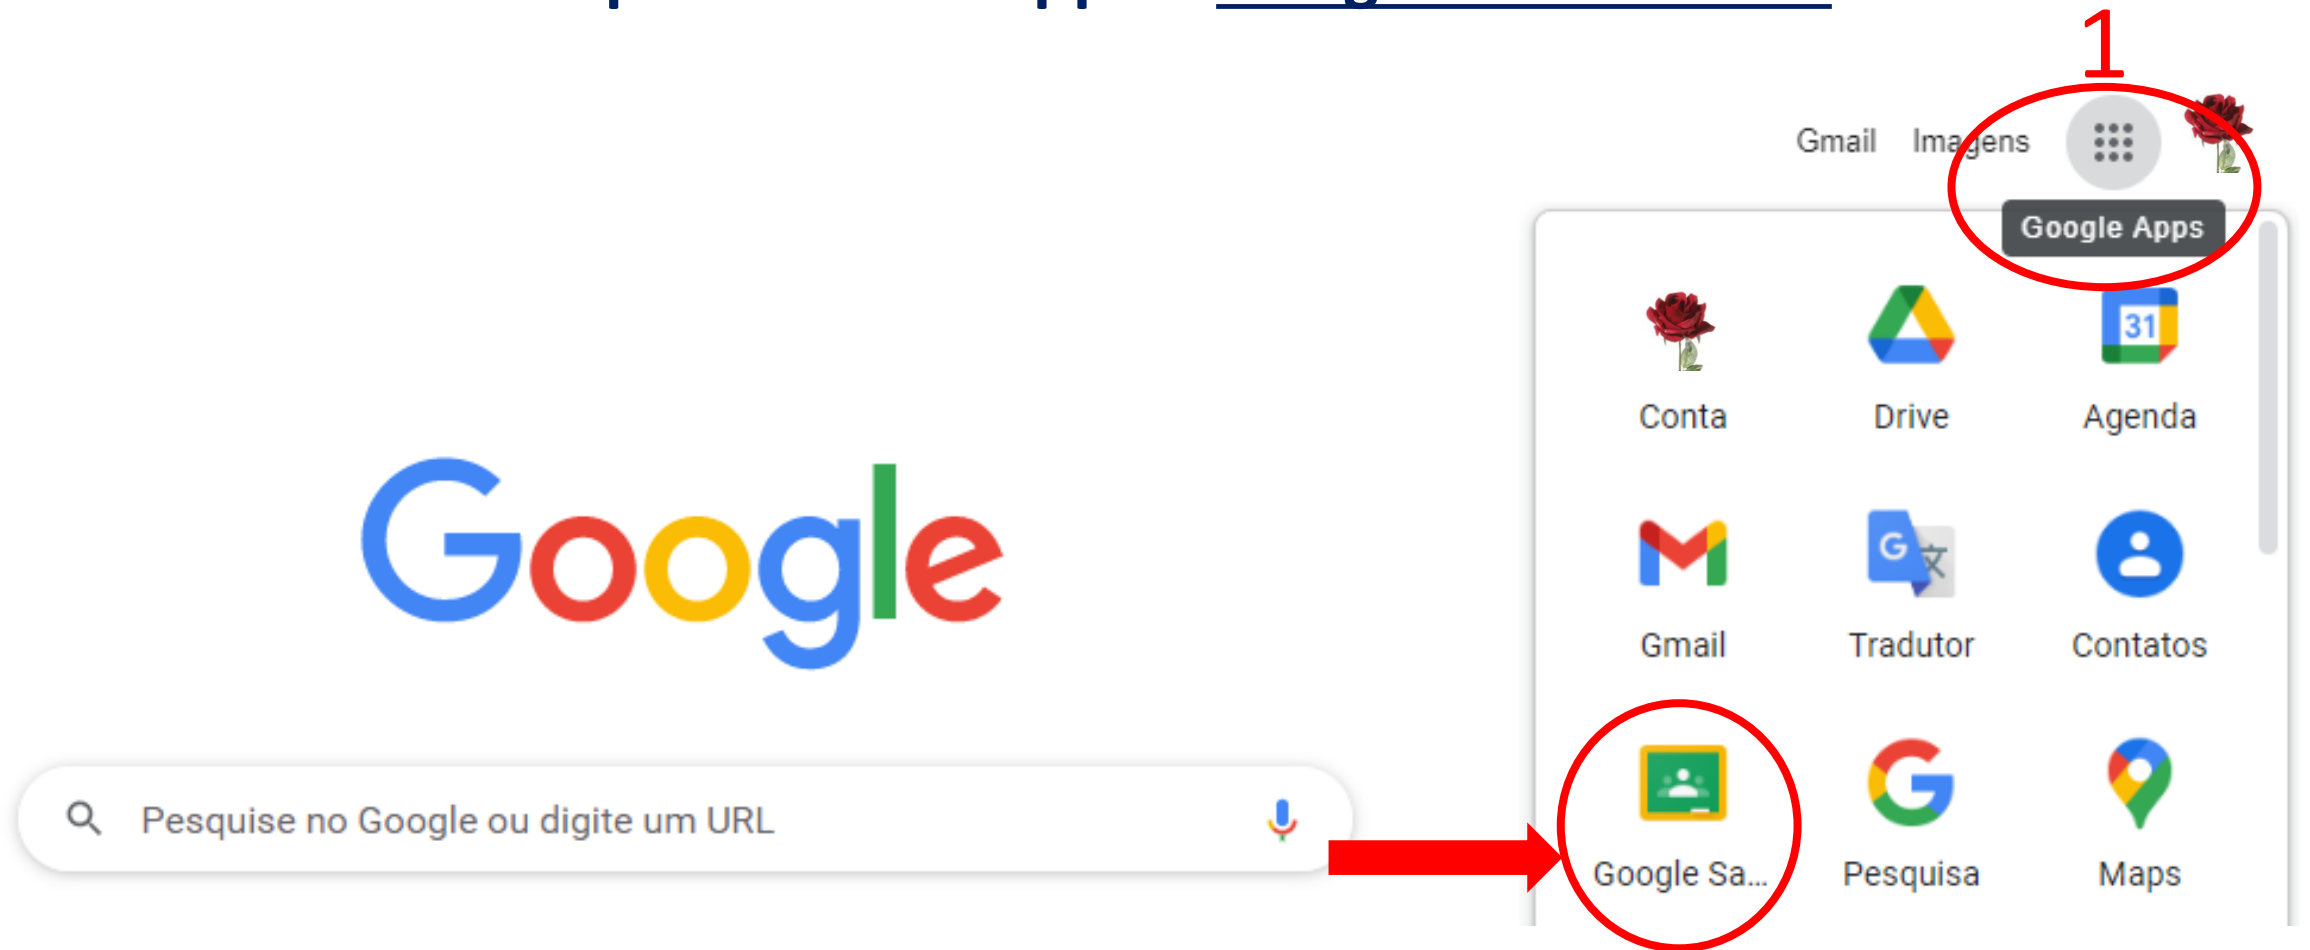 1
Gmail Imagens
Google Apps
31
Conta Drive Agenda
Google
G 文
Gmail Tradutor Contatos
G
Pesquise no Google ou digite um URL
Google Sa... Pesquisa Maps